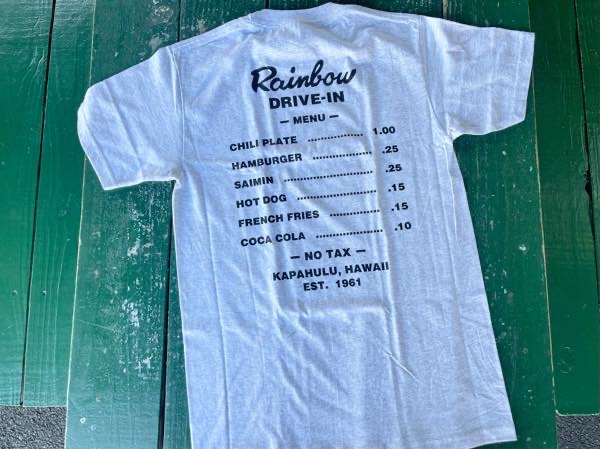 Rainbow
DRIVE-IN
— MENU —
CHILI PLATE .................. 1.00
HAMBURGER .................. .25
SAIMIN .......................... .25
HOT DOG ....................... .15
FRENCH FRIES ............... .15
COCA COLA .................... .10
— NO TAX —
KAPAHULU, HAWAII
EST. 1961